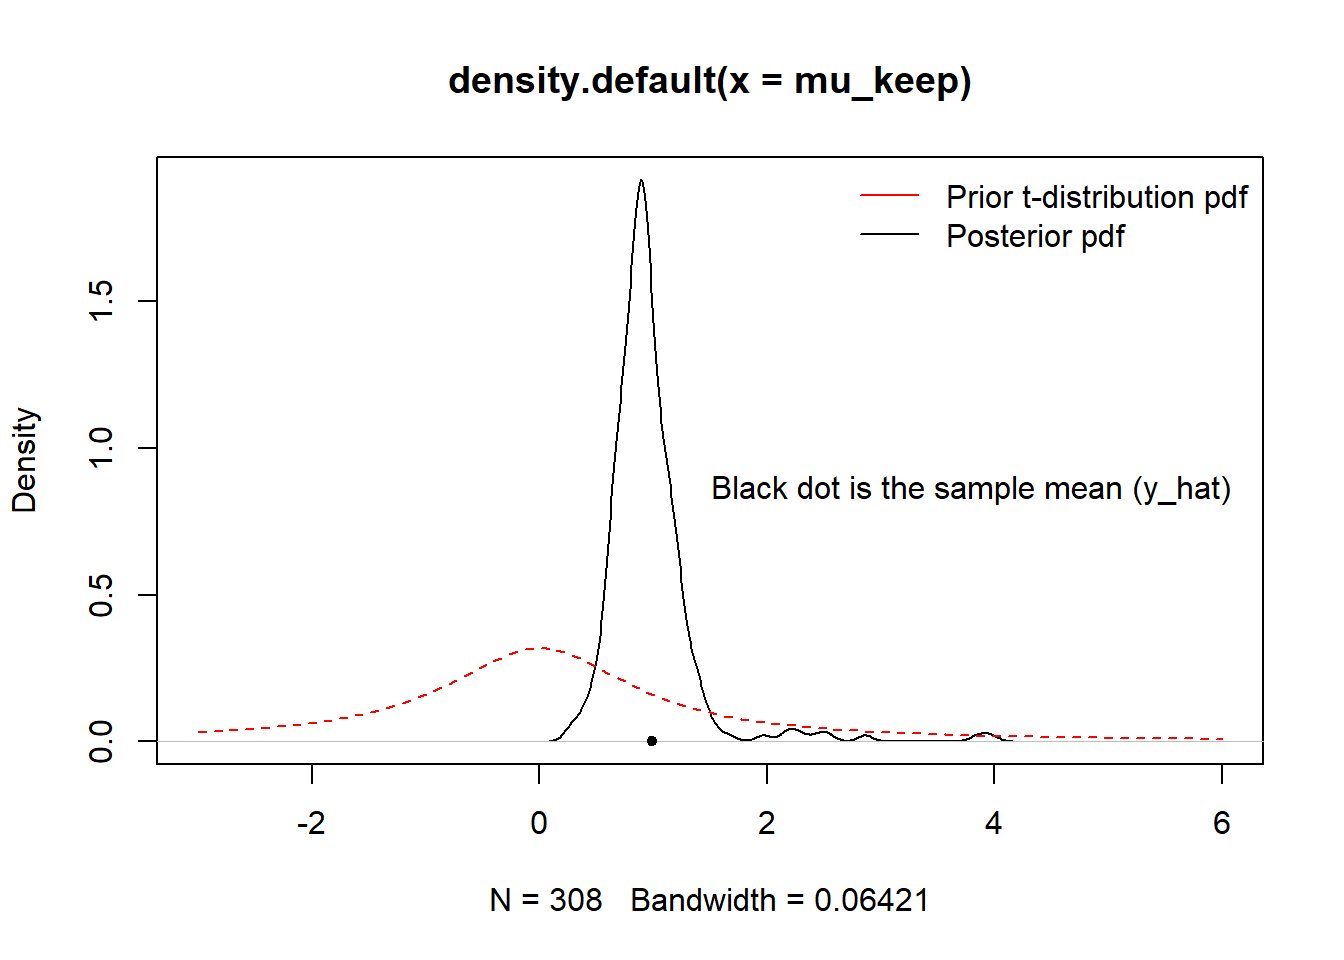 density.default(x = mu_keep)
Prior t-distribution pdf
Posterior pdf
Black dot is the sample mean (y_hat)
Density
1.5
1.0
0.5
0.0
-2 0 2 4 6
N = 308 Bandwidth = 0.06421